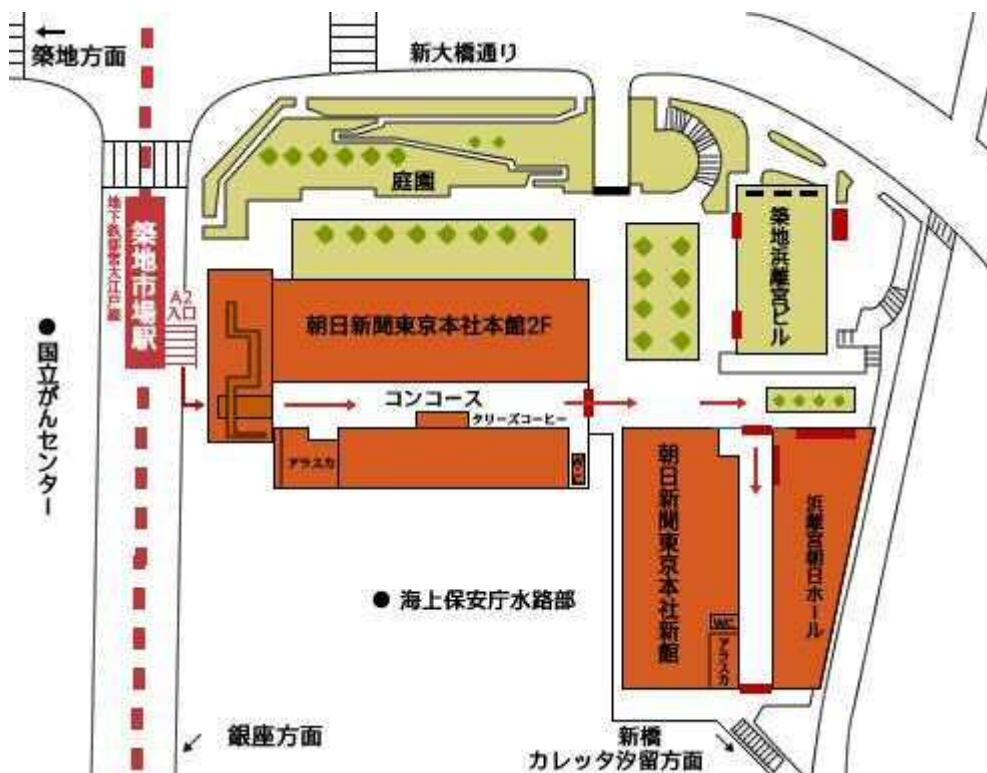 築地方面
新大橋通り
庭園
地下鉄都営大江戸線
築地市場駅
A2
入口
国立がんセンター
朝日新聞東京本社本館2F
コンコース
タリーズコーヒー
アラスカ
築地浜離宮ビル
朝日新聞東京本社新館
浜離宮朝日ホール
WC
アラスカ
海上保安庁水路部
銀座方面
新橋
カレッタ汐留方面